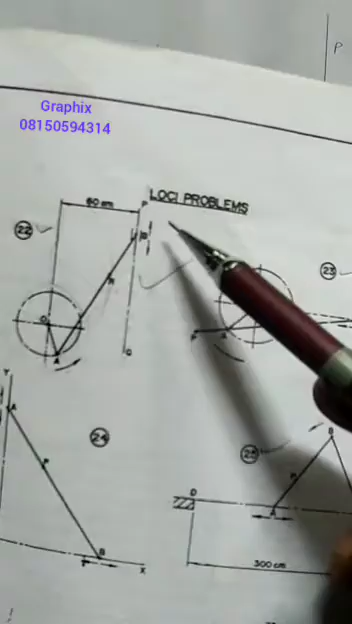 P
Graphix
08150594314
LOCI PROBLEMS
60 cm
P
22
B
23
P
O
A
Q
P
A
Y
A
24
P
B
X
25
B
P
O
A
300 cm